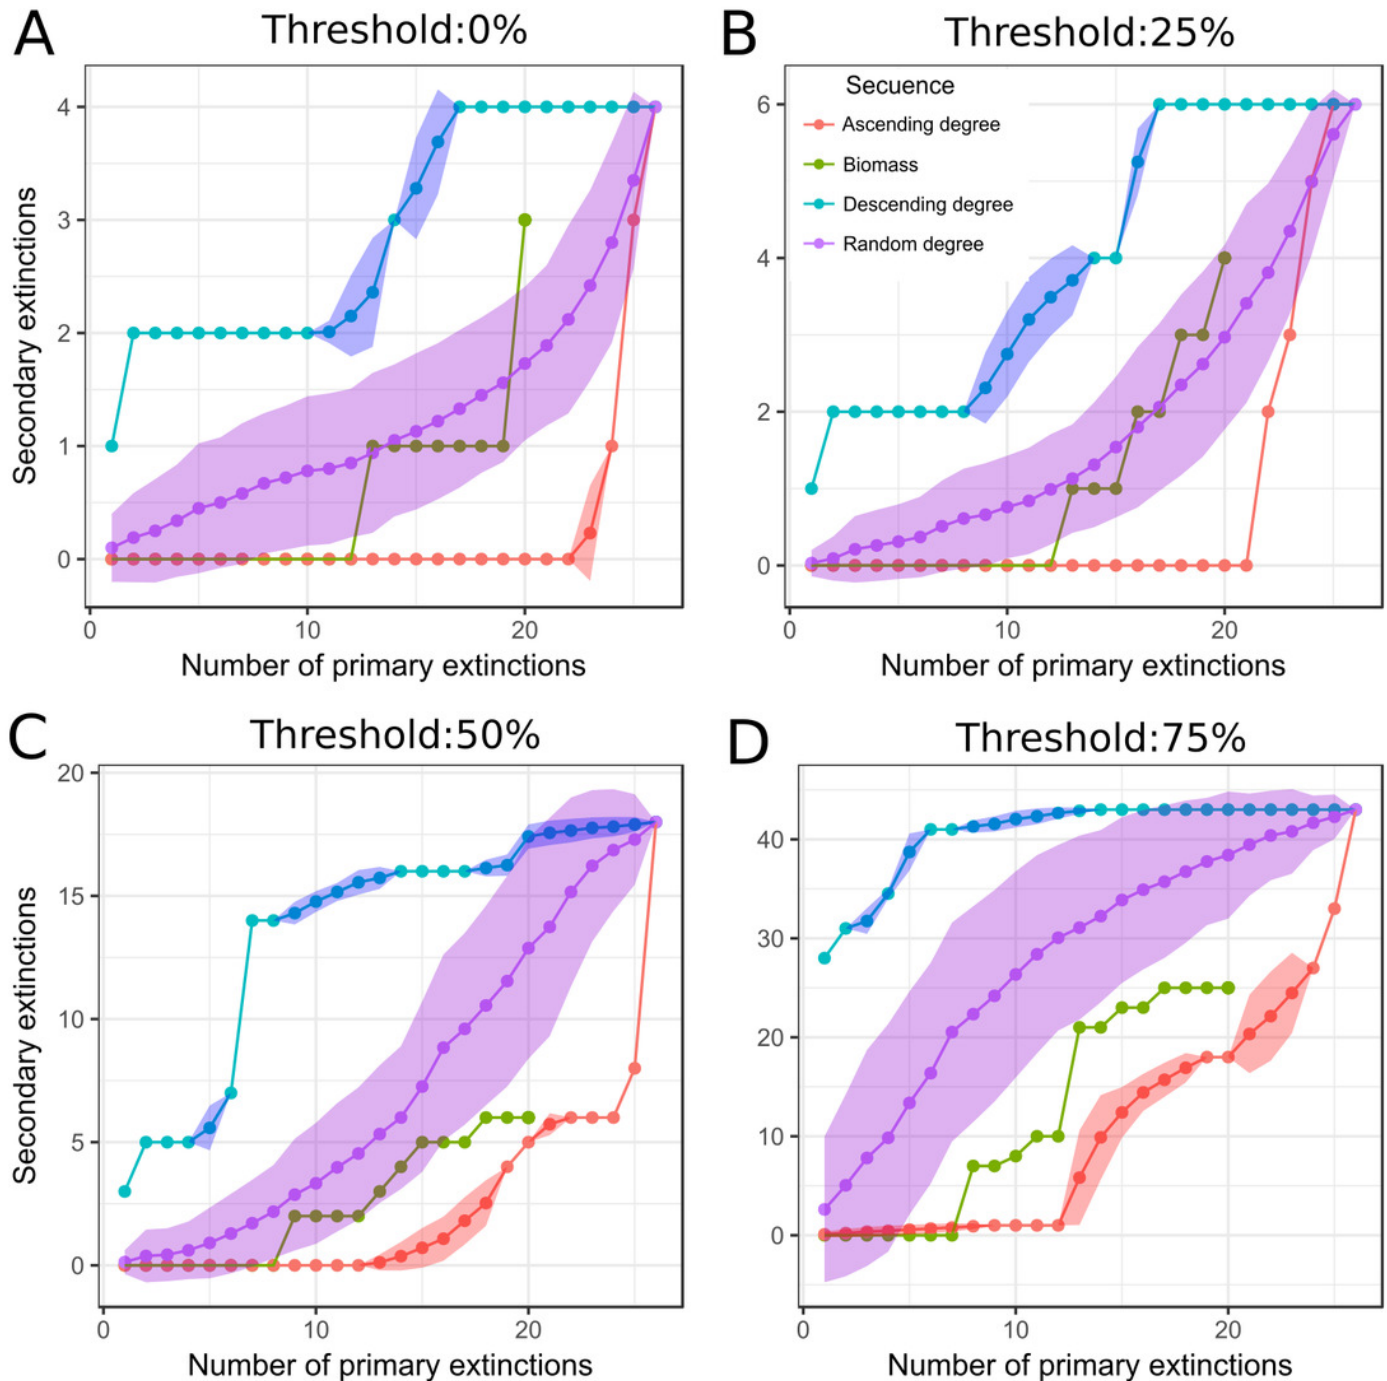 A
Threshold:0%
Secondary extinctions
4
3
2
1
0
0
10
20
Number of primary extinctions
B
Threshold:25%
Secuence
Ascending degree
Biomass
Descending degree
Random degree
6
4
2
0
0
10
20
Number of primary extinctions
C
Threshold:50%
Secondary extinctions
20
15
10
5
0
0
10
20
Number of primary extinctions
D
Threshold:75%
40
30
20
10
0
0
10
20
Number of primary extinctions